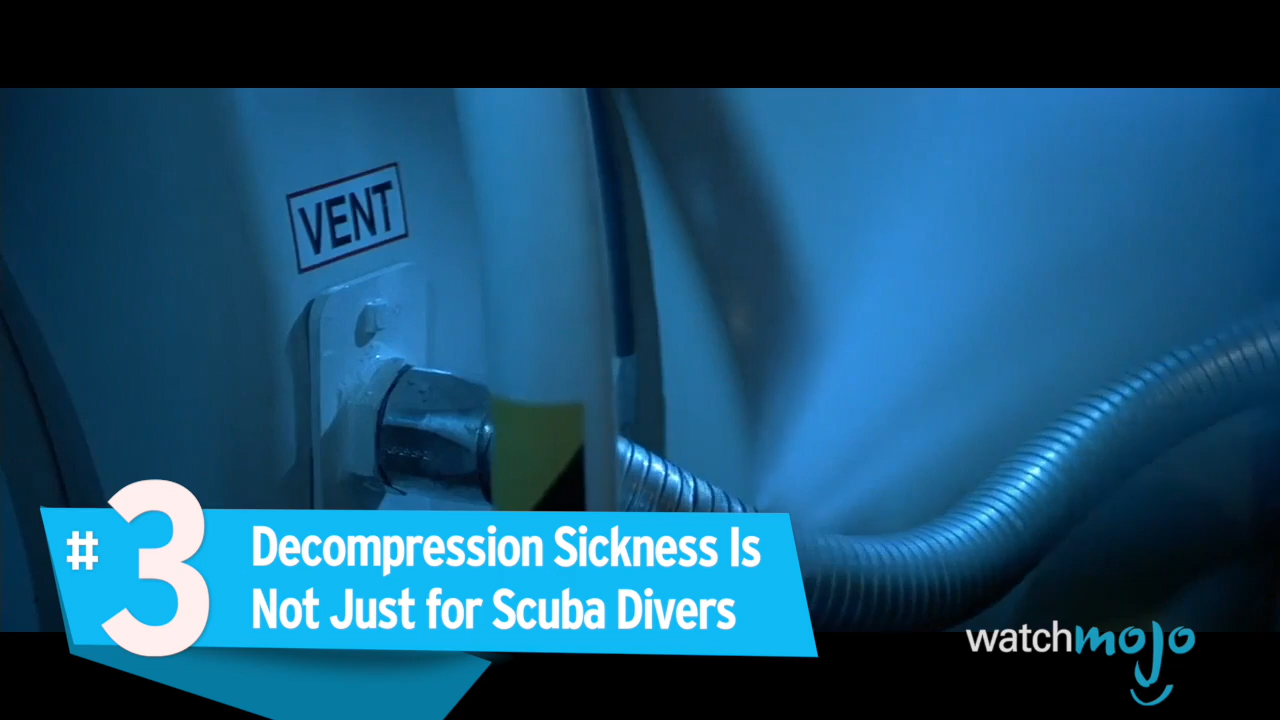 VENT
#3
Decompression Sickness Is
Not Just for Scuba Divers
watchmojo